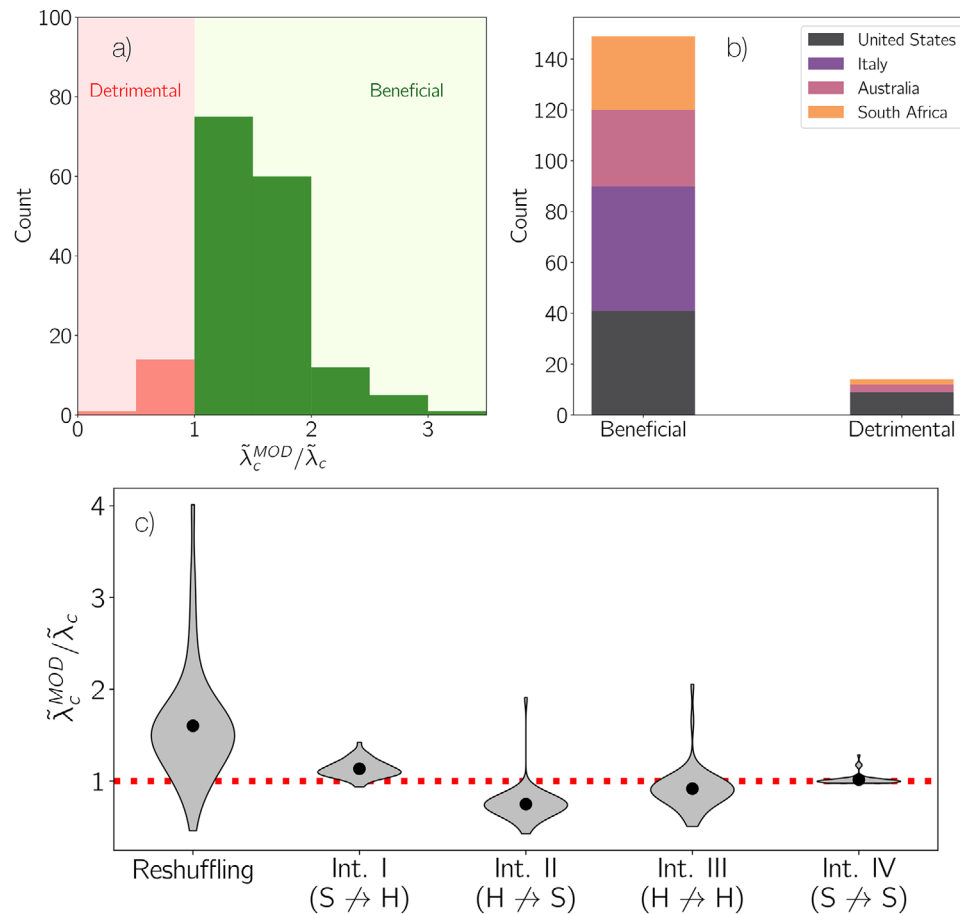 a)
Detrimental
Beneficial
Count
100
80
60
40
20
0
0
1
2
3
λ̃_c^{MOD}/λ̃_c
b)
United States
Italy
Australia
South Africa
Count
140
120
100
80
60
40
20
0
Beneficial
Detrimental
c)
λ̃_c^{MOD}/λ̃_c
4
3
2
1
Reshuffling
Int. I
(S ↛ H)
Int. II
(H ↛ S)
Int. III
(H ↛ H)
Int. IV
(S ↛ S)